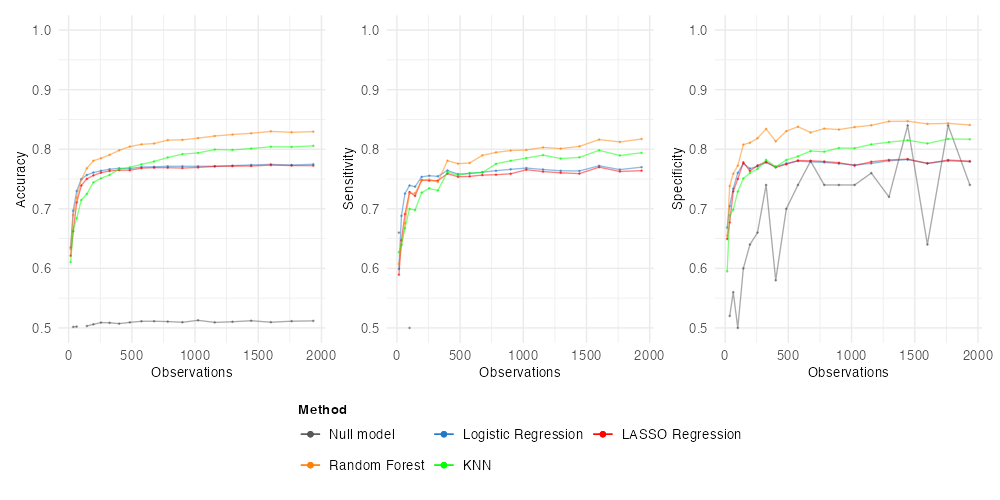 1.0 1.0 1.0
0.9 0.9 0.9
0.8 0.8 0.8
0.7 0.7 0.7
0.6 0.6 0.6
0.5 0.5 0.5
Accuracy Sensitivity Specificity
0 500 1000 1500 2000 0 500 1000 1500 2000 0 500 1000 1500 2000
Observations Observations Observations
Method
Null model Logistic Regression LASSO Regression
Random Forest KNN